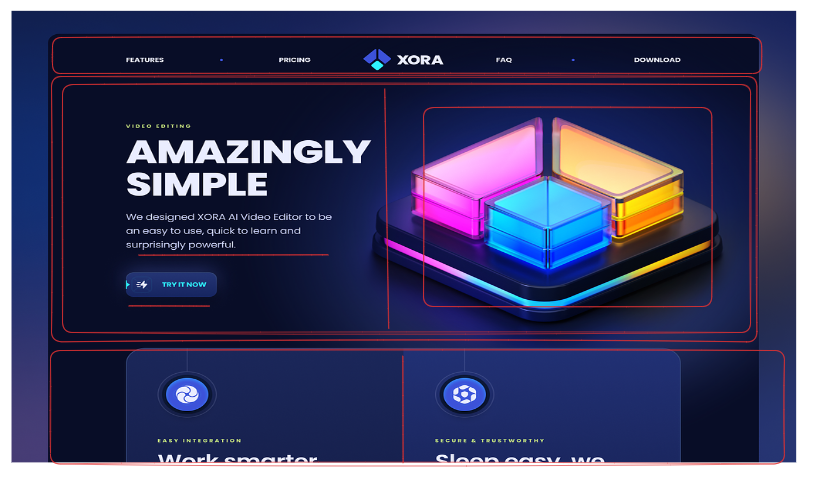 FEATURES
PRICING
XORA
FAQ
DOWNLOAD
VIDEO EDITING
AMAZINGLY
SIMPLE
We designed XORA AI Video Editor to be
an easy to use, quick to learn and
surprisingly powerful.
TRY IT NOW
EASY INTEGRATION
Work smarter
SECURE & TRUSTWORTHY
Sleep easy, we